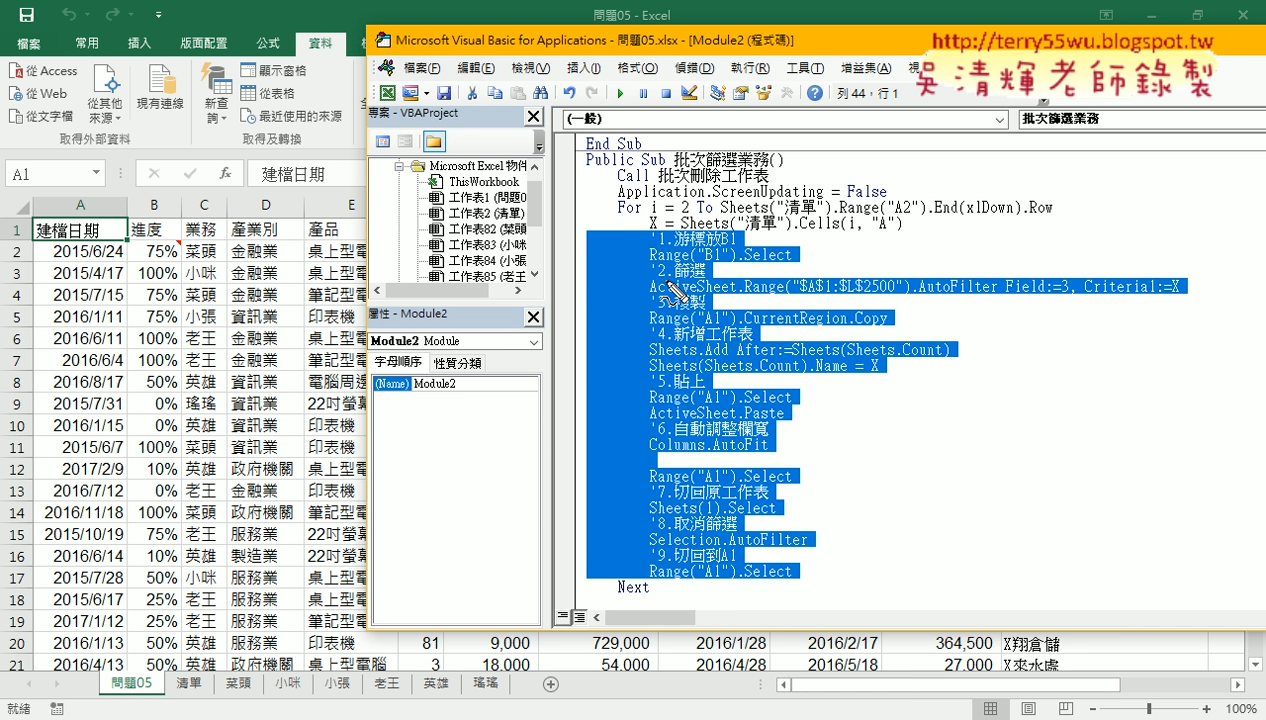 問題05 - Excel
檔案 常用 插入 版面配置 公式 資料
從 Access
從 Web
從文字檔
從其他來源
現有連線
新查詢
顯示查詢
從表格
最近使用的來源
取得外部資料
取得及轉換
A1
建檔日期
A B C D E
1 建檔日期 進度 業務 產業別 產品
2 2015/6/24 75% 菜頭 金融業 桌上型電
3 2015/4/17 100% 小咪 金融業 桌上型電
4 2015/7/15 75% 菜頭 金融業 筆記型電
5 2016/1/11 75% 小張 資訊業 印表機
6 2016/6/11 100% 老王 金融業 桌上型電
7 2016/6/4 100% 老王 金融業 筆記型電
8 2016/8/17 50% 英雄 資訊業 電腦周邊
9 2015/7/31 0% 瑤瑤 資訊業 22吋螢幕
10 2016/1/15 0% 英雄 資訊業 印表機
11 2015/6/7 100% 菜頭 資訊業 印表機
12 2017/2/9 10% 英雄 政府機關 桌上型電
13 2016/7/12 0% 老王 金融業 印表機
14 2016/11/18 100% 菜頭 政府機關 筆記型電
15 2015/10/19 75% 老王 服務業 22吋螢幕
16 2016/6/14 10% 英雄 製造業 22吋螢幕
17 2015/7/28 50% 小咪 服務業 桌上型電
18 2016/6/17 25% 老王 服務業 桌上型電
19 2017/1/12 25% 老王 服務業 筆記型電
20 2016/1/13 50% 英雄 服務業 印表機 81 9,000 729,000 2016/1/28 2016/2/17 364,500 X翔倉儲
21 2016/4/13 50% 英雄 政府機關 桌上型電腦 3 18,000 54,000 2016/4/28 2016/5/18 27,000 X來水處
問題05 清單 菜頭 小咪 小張 老王 英雄 瑤瑤
就緒
100%
Microsoft Visual Basic for Applications - 問題05.xlsx - [Module2 (程式碼)]
檔案(F) 編輯(E) 檢視(V) 插入(I) 格式(O) 偵錯(D) 執行(R) 工具(T) 增益集(A) 視
列 44，行 1
http://terry55wu.blogspot.tw
吳清輝老師錄製
專案 - VBAProject
Microsoft Excel 物件
ThisWorkbook
工作表1 (問題0
工作表2 (清單)
工作表82 (菜頭
工作表83 (小咪
工作表84 (小張
工作表85 (老王
屬性 - Module2
Module2 Module
字母順序 性質分類
(Name) Module2
(一般) 批次篩選業務
End Sub
Public Sub 批次篩選業務()
Call 批次刪除工作表
Application.ScreenUpdating = False
For i = 2 To Sheets("清單").Range("A2").End(xlDown).Row
X = Sheets("清單").Cells(i, "A")
'1.游標放B1
Range("B1").Select
'2.篩選
ActiveSheet.Range("$A$1:$L$2500").AutoFilter Field:=3, Criteria1:=X
'3.複製
Range("A1").CurrentRegion.Copy
'4.新增工作表
Sheets.Add After:=Sheets(Sheets.Count)
Sheets(Sheets.Count).Name = X
'5.貼上
Range("A1").Select
ActiveSheet.Paste
'6.自動調整欄寬
Columns.AutoFit
Range("A1").Select
'7.切回原工作表
Sheets(1).Select
'8.取消篩選
Selection.AutoFilter
'9.切回到A1
Range("A1").Select
Next